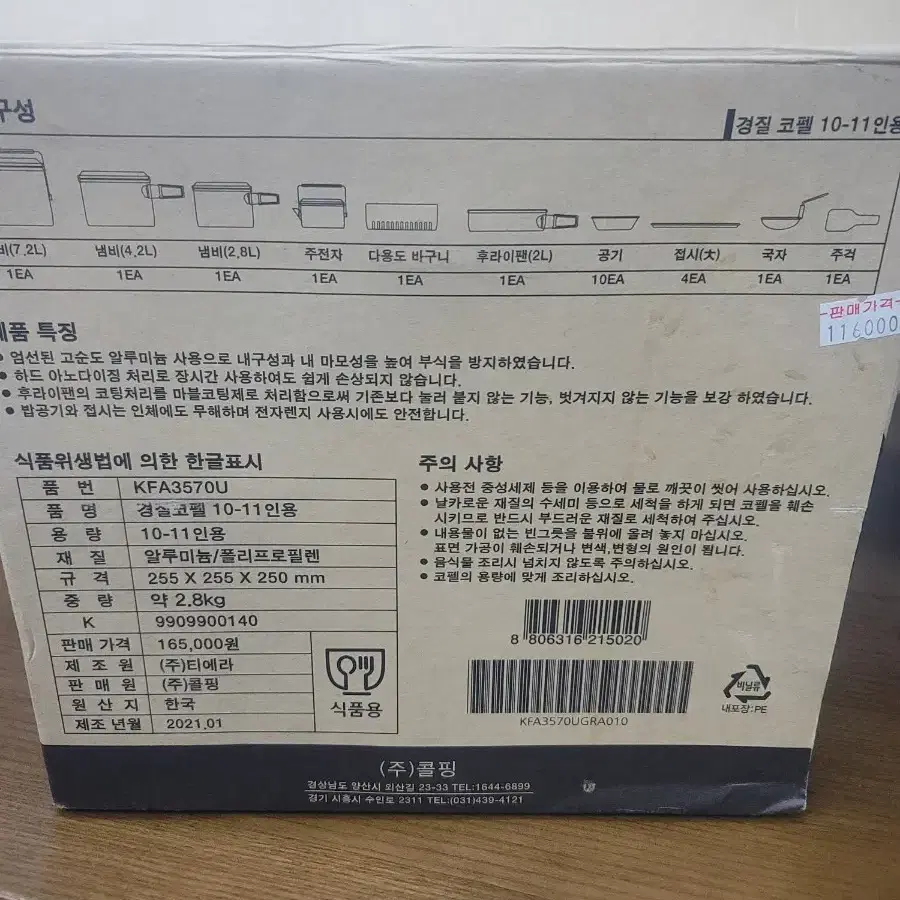 구성
경질 코펠 10-11인용
비(7.2L) 냄비(4.2L) 냄비(2.8L) 주전자 다용도 바구니 후라이팬(2L) 공기 접시(大) 국자 주걱
1EA 1EA 1EA 1EA 1EA 1EA 10EA 4EA 1EA 1EA
판매가격
116000
제품 특징
• 엄선된 고순도 알루미늄 사용으로 내구성과 내 마모성을 높여 부식을 방지하였습니다.
• 하드 아노다이징 처리로 장시간 사용하여도 쉽게 손상되지 않습니다.
• 후라이팬의 코팅처리를 마블코팅제로 처리함으로써 기존보다 눌러 붙지 않는 기능, 벗겨지지 않는 기능을 보강 하였습니다.
• 밥공기와 접시는 인체에도 무해하며 전자렌지 사용시에도 안전합니다.
식품위생법에 의한 한글표시
품 번 KFA3570U
품 명 경질코펠 10-11인용
용 량 10-11인용
재 질 알루미늄/폴리프로필렌
규 격 255 X 255 X 250 mm
중 량 약 2.8kg
K 9909900140
판매 가격 165,000원
제 조 원 (주)티에라
판 매 원 (주)콜핑
원 산 지 한국
제조 년월 2021.01
식품용
주의 사항
• 사용전 중성세제 등을 이용하여 물로 깨끗이 씻어 사용하십시오.
• 날카로운 재질의 수세미 등으로 세척을 하게 되면 코펠을 훼손
시키므로 반드시 부드러운 재질로 세척하여 주십시오.
• 내용물이 없는 빈그릇을 불위에 올려 놓지 마십시오.
표면 가공이 훼손되거나 변색,변형의 원인이 됩니다.
• 음식물 조리시 넘치지 않도록 주의하십시오.
• 코펠의 용량에 맞게 조리하십시오.
8 806316 215020
KFA3570UGRA010
비닐류
내포장:PE
(주)콜핑
경상남도 양산시 외산길 23-33 TEL:1644-6899
경기 시흥시 수인로 2311 TEL:(031)439-4121